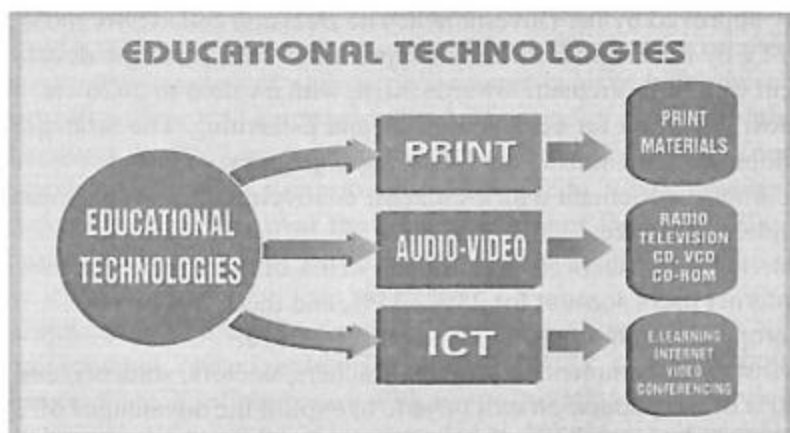 EDUCATIONAL TECHNOLOGIES
EDUCATIONAL
TECHNOLOGIES
PRINT
PRINT
MATERIALS
AUDIO-VIDEO
RADIO
TELEVISION
CD, VCD
CD-ROM
ICT
E.LEARNING
INTERNET
VIDEO
CONFERENCING